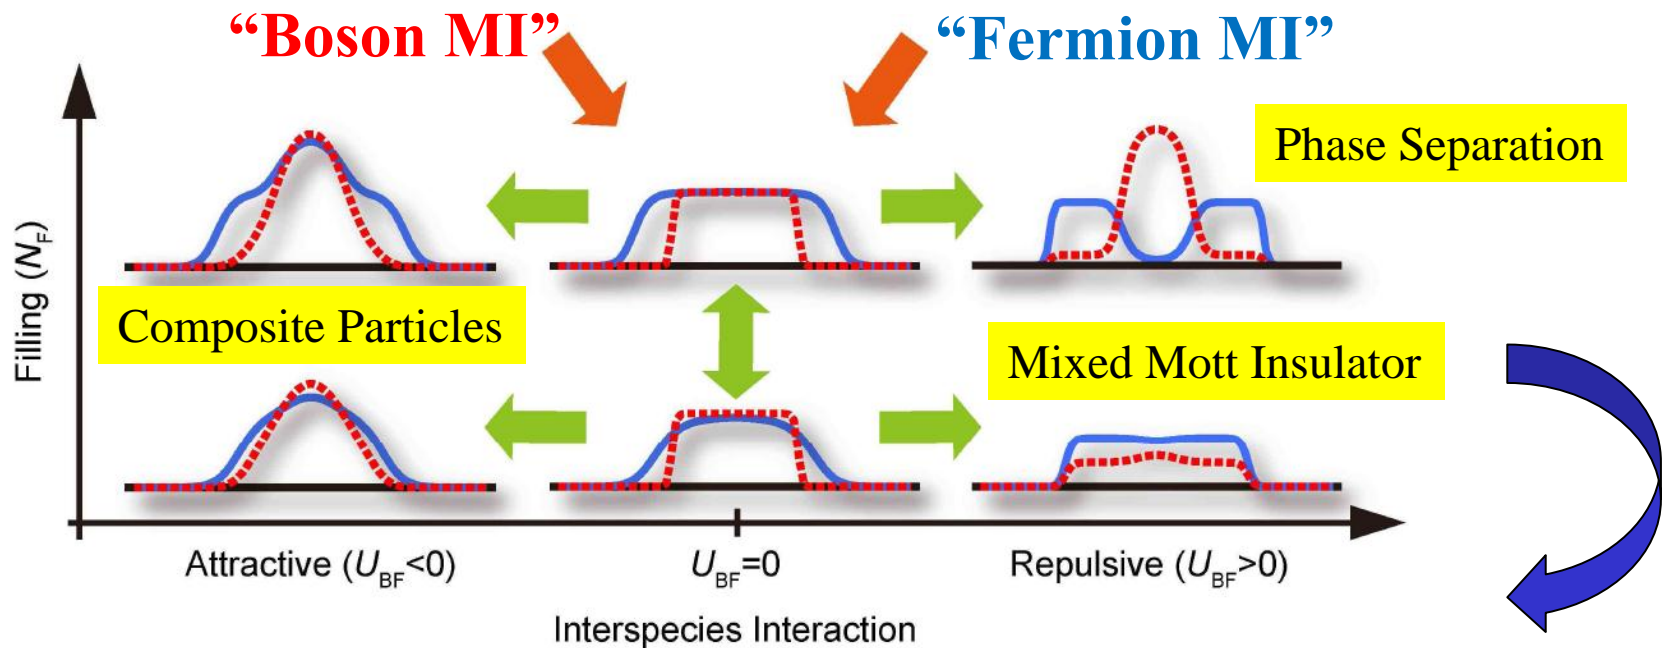 “Boson MI”
“Fermion MI”
Phase Separation
Filling (N_F)
Composite Particles
Mixed Mott Insulator
Attractive (U_BF<0)
U_BF=0
Repulsive (U_BF>0)
Interspecies Interaction